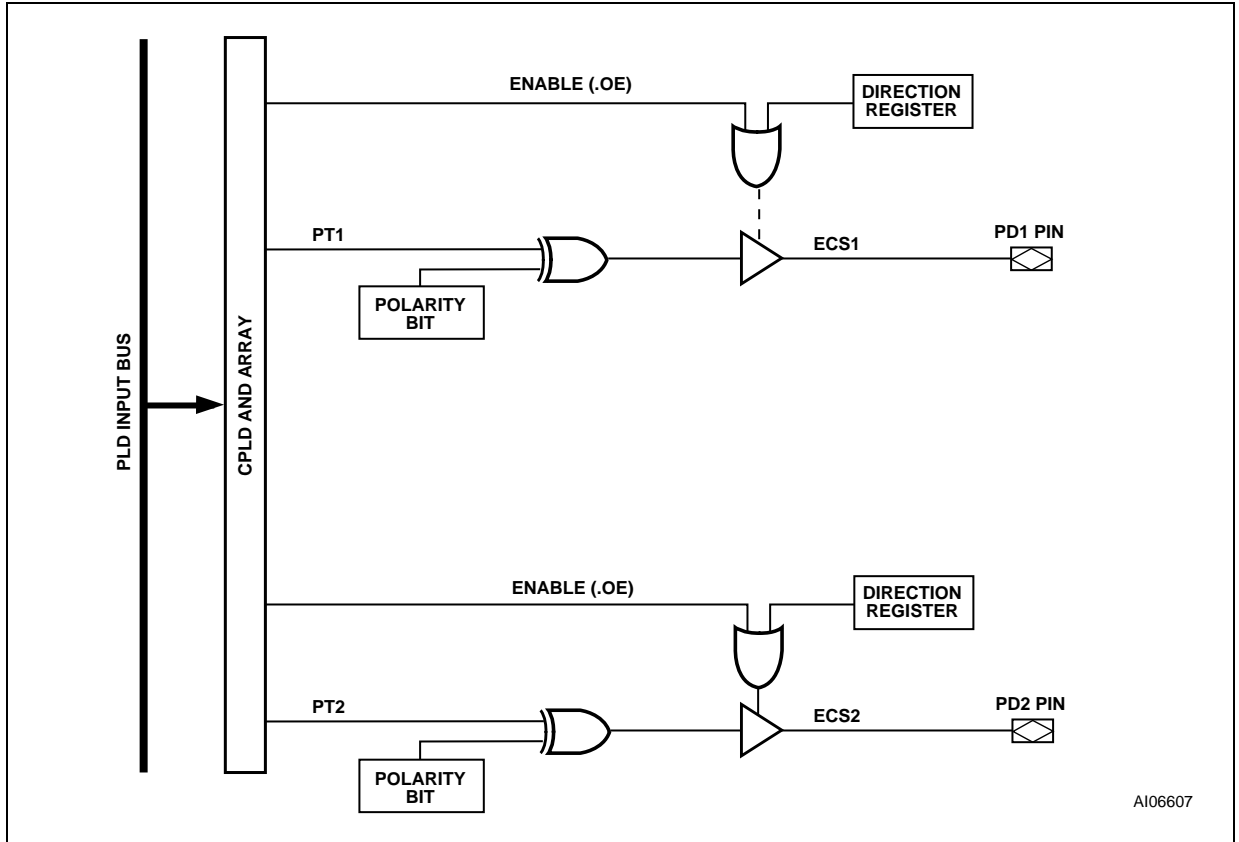 PLD INPUT BUS
CPLD AND ARRAY
ENABLE (.OE)
DIRECTION
REGISTER
PT1
POLARITY
BIT
ECS1
PD1 PIN
ENABLE (.OE)
DIRECTION
REGISTER
PT2
POLARITY
BIT
ECS2
PD2 PIN
AI06607